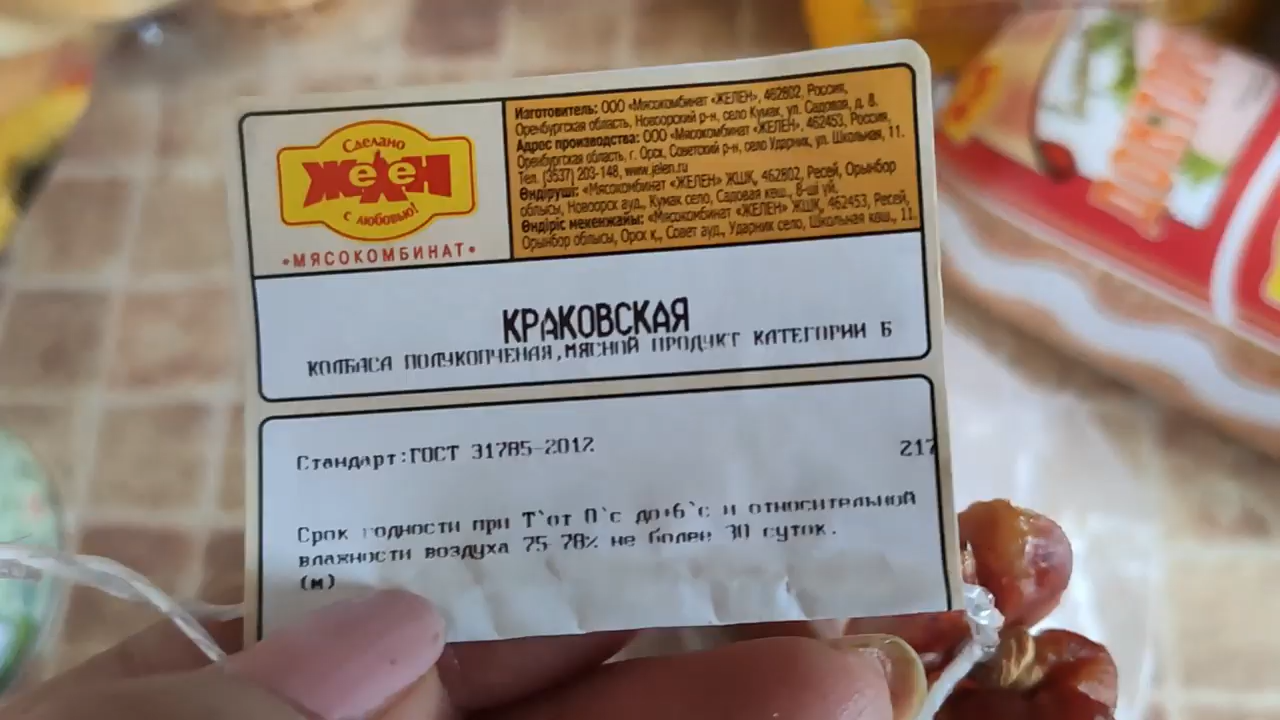 Сделано
ЖеЛеН
с любовью!
•МЯСОКОМБИНАТ•
Изготовитель: ООО «Мясокомбинат «ЖЕЛЕН», 462802, Россия,
Оренбургская область, Новоорский р-н, село Кумак, ул. Садовая, д. 8.
Адрес производства: ООО «Мясокомбинат «ЖЕЛЕН», 462453, Россия,
Оренбургская область, г. Орск, Советский р-н, село Ударник, ул. Школьная, 11.
Тел. (3537) 203-148, www.jelen.ru
Өндіруші: «Мясокомбинат «ЖЕЛЕН» ЖШҚ, 462802, Ресей, Орынбор
облысы, Новоорск ауд., Кумак село, Садовая көш., 8-ші үй,
Өндіріс мекенжайы: «Мясокомбинат «ЖЕЛЕН» ЖШҚ, 462453, Ресей,
Орынбор облысы, Орск қ., Совет ауд., Ударник село, Школьная көш., 11.
КРАКОВСКАЯ
КОЛБАСА ПОЛУКОПЧЕНАЯ,МЯСНОЙ ПРОДУКТ КАТЕГОРИИ Б
Стандарт:ГОСТ 31785-2012 217
Срок годности при Т`от 0`с до+6`с и относительной
влажности воздуха 75-78% не более 30 суток.
(м)